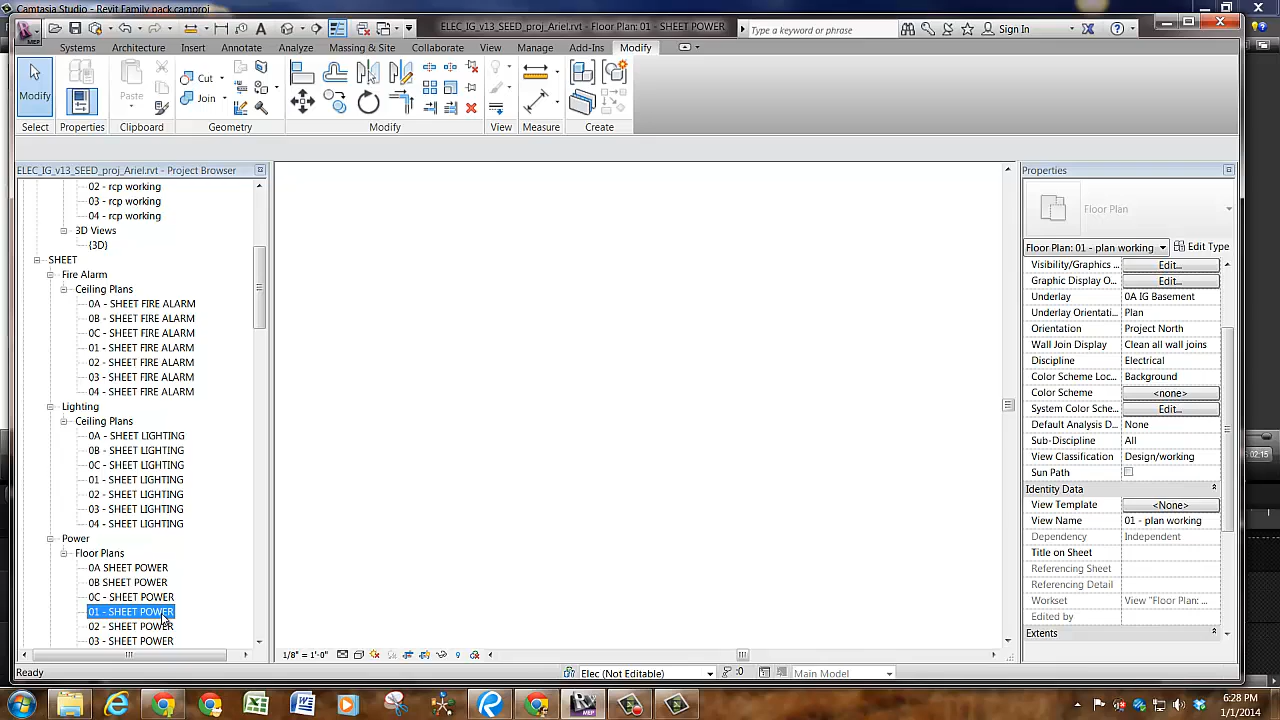 Camtasia Studio - Revit Family pack.camproj
ELEC_IG_v13_SEED_proj_Ariel.rvt - Floor Plan: 01 - SHEET POWER
Type a keyword or phrase
Sign In
MEP
Systems Architecture Insert Annotate Analyze Massing & Site Collaborate View Manage Add-Ins Modify
Modify
Paste
Cut
Join
Select Properties Clipboard Geometry Modify View Measure Create
ELEC_IG_v13_SEED_proj_Ariel.rvt - Project Browser
02 - rcp working
03 - rcp working
04 - rcp working
3D Views
{3D}
SHEET
Fire Alarm
Ceiling Plans
0A - SHEET FIRE ALARM
0B - SHEET FIRE ALARM
0C - SHEET FIRE ALARM
01 - SHEET FIRE ALARM
02 - SHEET FIRE ALARM
03 - SHEET FIRE ALARM
04 - SHEET FIRE ALARM
Lighting
Ceiling Plans
0A - SHEET LIGHTING
0B - SHEET LIGHTING
0C - SHEET LIGHTING
01 - SHEET LIGHTING
02 - SHEET LIGHTING
03 - SHEET LIGHTING
04 - SHEET LIGHTING
Power
Floor Plans
0A SHEET POWER
0B SHEET POWER
0C - SHEET POWER
01 - SHEET POWER
02 - SHEET POWER
03 - SHEET POWER
Properties
Floor Plan
Floor Plan: 01 - plan working Edit Type
Visibility/Graphics ... Edit...
Graphic Display O... Edit...
Underlay 0A IG Basement
Underlay Orientati... Plan
Orientation Project North
Wall Join Display Clean all wall joins
Discipline Electrical
Color Scheme Loc... Background
Color Scheme <none>
System Color Sche... Edit...
Default Analysis D... None
Sub-Discipline All
View Classification Design/working
Sun Path
Identity Data
View Template <None>
View Name 01 - plan working
Dependency Independent
Title on Sheet
Referencing Sheet
Referencing Detail
Workset View "Floor Plan: ...
Edited by
Extents
02:15
1/8" = 1'-0"
Ready
Elec (Not Editable)
:0
Main Model
MEP
6:28 PM
1/1/2014